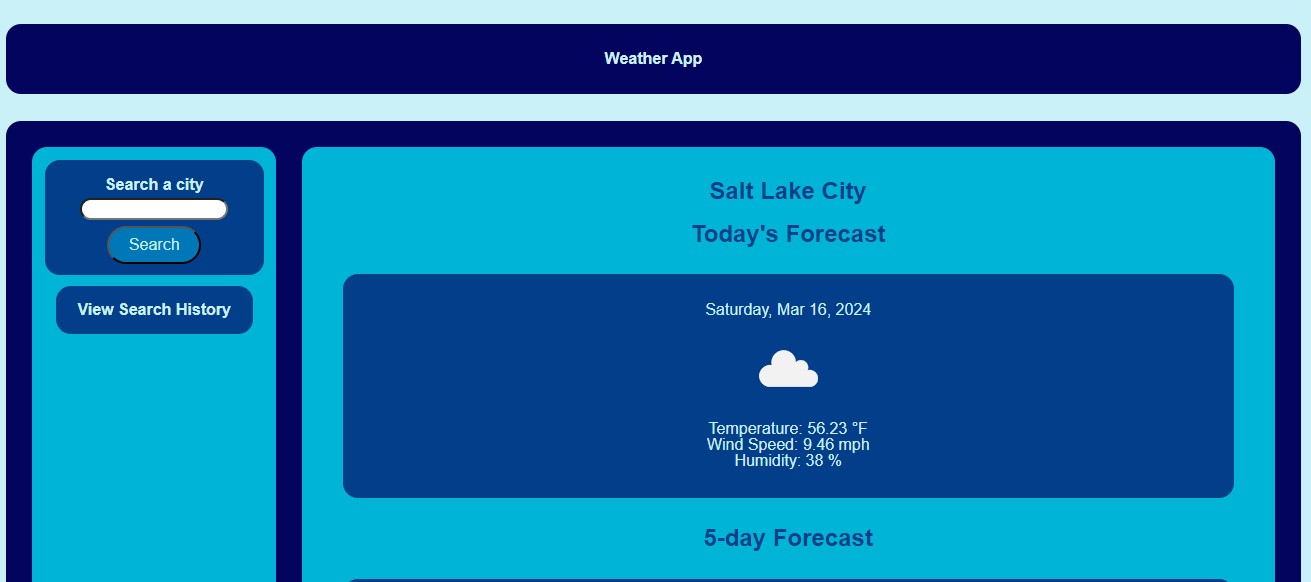 Weather App
Search a city
Search
View Search History
Salt Lake City
Today's Forecast
Saturday, Mar 16, 2024
Temperature: 56.23 °F
Wind Speed: 9.46 mph
Humidity: 38 %
5-day Forecast